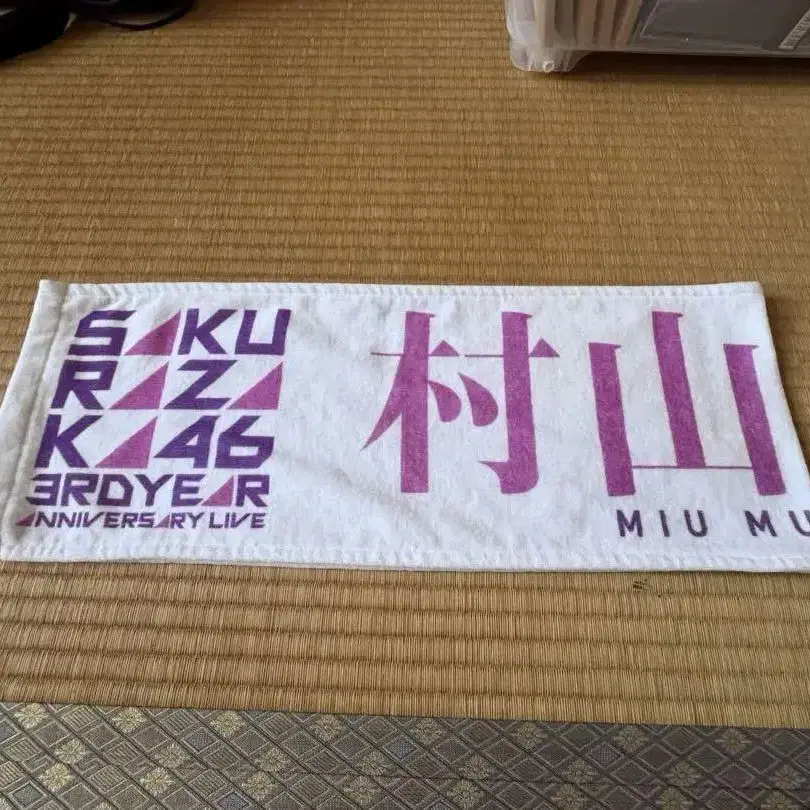 SAKU
RAZA
KA46
3RDYEAR
ANNIVERSARY LIVE
村山
MIU MU